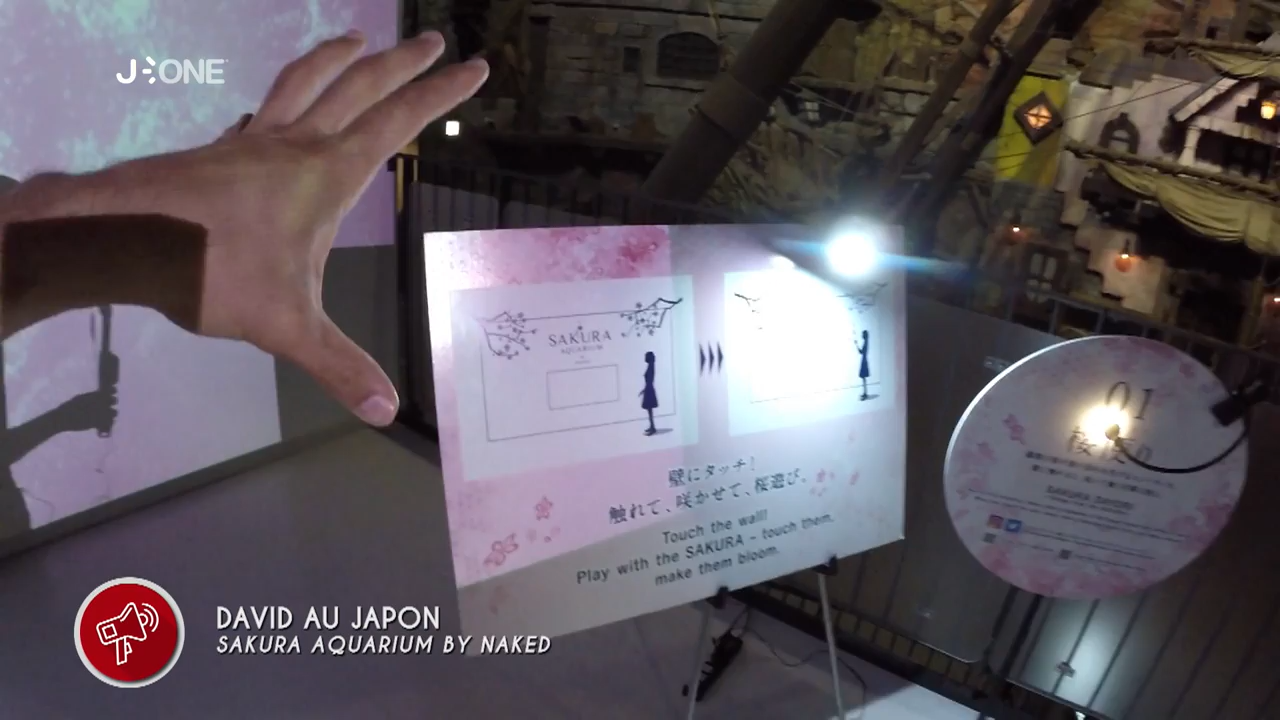 J:ONE
SAKURA
AQUARIUM
壁にタッチ!
触れて、咲かせて、桜遊び。
Touch the wall!
Play with the SAKURA – touch them,
make them bloom.
01
DAVID AU JAPON
SAKURA AQUARIUM BY NAKED